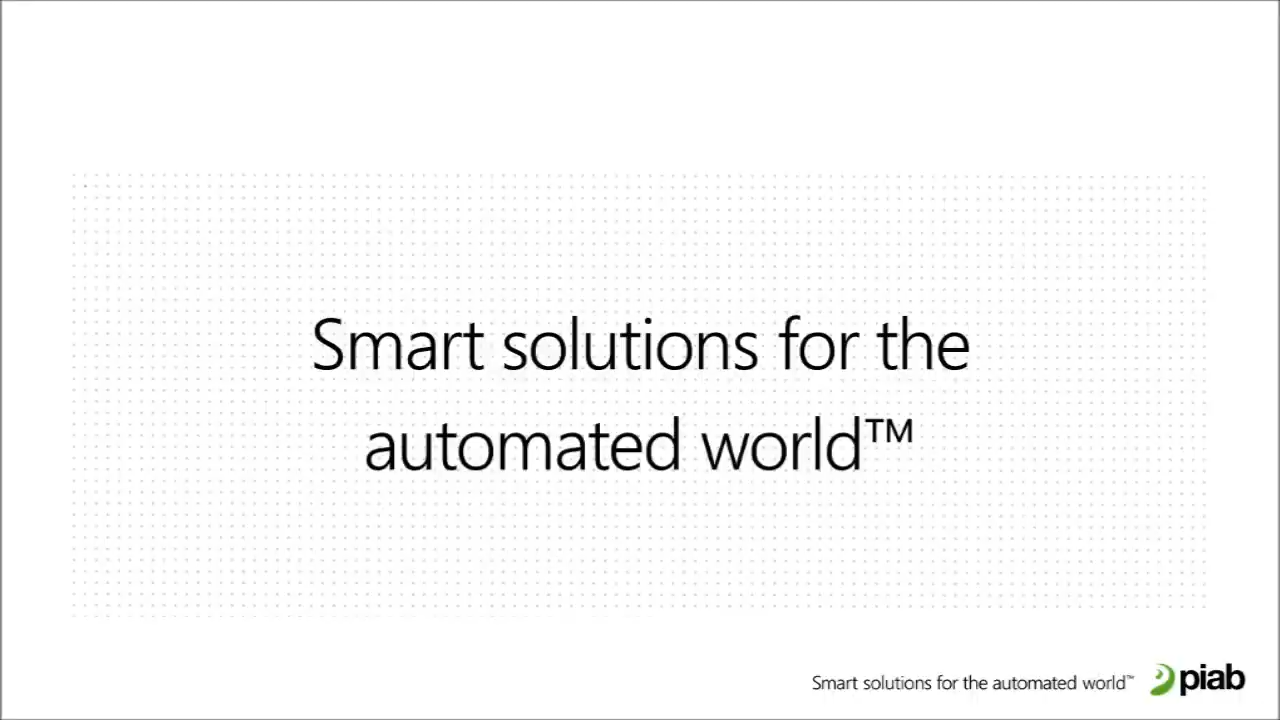 Smart solutions for the
automated world™
Smart solutions for the automated world™ piab